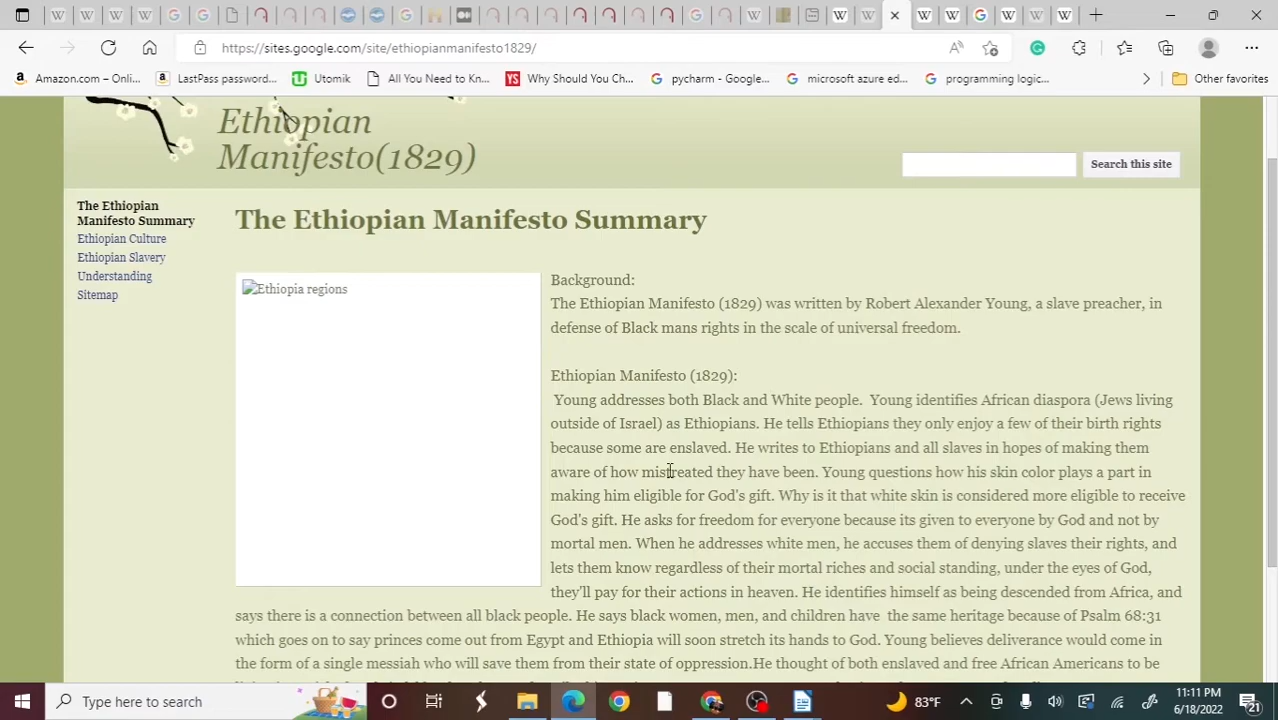 https://sites.google.com/site/ethiopianmanifesto1829/
Amazon.com – Onli...
LastPass password...
Utomik
All You Need to Kn...
Why Should You Ch...
pycharm - Google...
microsoft azure ed...
programming logic...
Other favorites
Ethiopian
Manifesto(1829)
Search this site
The Ethiopian
Manifesto Summary
Ethiopian Culture
Ethiopian Slavery
Understanding
Sitemap
The Ethiopian Manifesto Summary
Ethiopia regions
Background:
The Ethiopian Manifesto (1829) was written by Robert Alexander Young, a slave preacher, in
defense of Black mans rights in the scale of universal freedom.
Ethiopian Manifesto (1829):
Young addresses both Black and White people. Young identifies African diaspora (Jews living
outside of Israel) as Ethiopians. He tells Ethiopians they only enjoy a few of their birth rights
because some are enslaved. He writes to Ethiopians and all slaves in hopes of making them
aware of how mistreated they have been. Young questions how his skin color plays a part in
making him eligible for God's gift. Why is it that white skin is considered more eligible to receive
God's gift. He asks for freedom for everyone because its given to everyone by God and not by
mortal men. When he addresses white men, he accuses them of denying slaves their rights, and
lets them know regardless of their mortal riches and social standing, under the eyes of God,
they'll pay for their actions in heaven. He identifies himself as being descended from Africa, and
says there is a connection between all black people. He says black women, men, and children have the same heritage because of Psalm 68:31
which goes on to say princes come out from Egypt and Ethiopia will soon stretch its hands to God. Young believes deliverance would come in
the form of a single messiah who will save them from their state of oppression.He thought of both enslaved and free African Americans to be
Type here to search
83°F
11:11 PM
6/18/2022
21